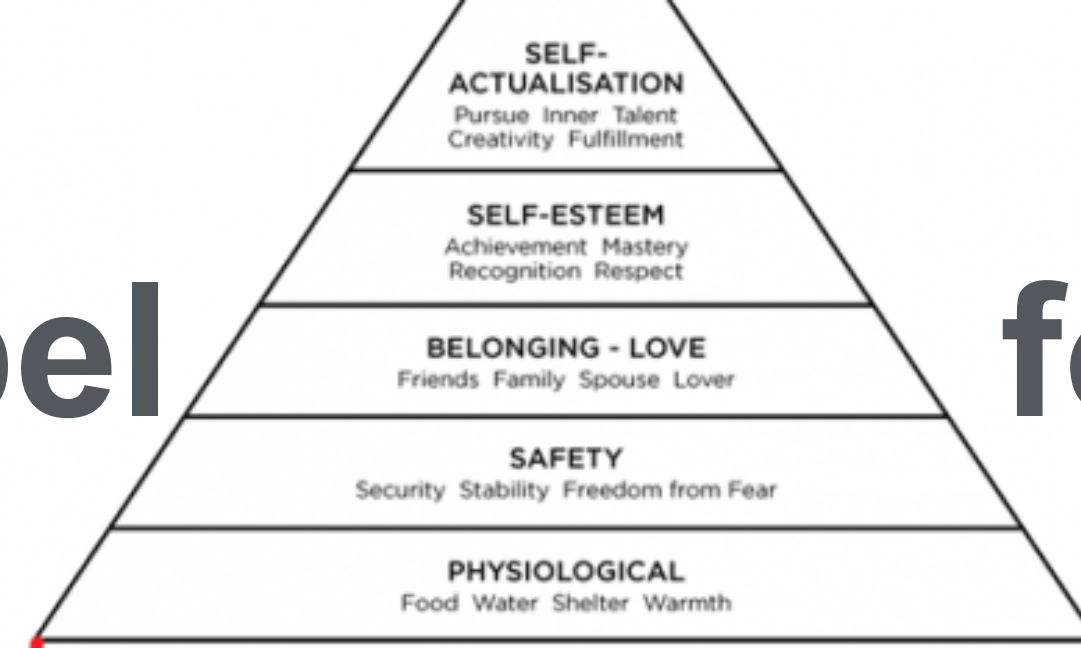 SELF-
ACTUALISATION
Pursue Inner Talent
Creativity Fulfillment
SELF-ESTEEM
Achievement Mastery
Recognition Respect
BELONGING - LOVE
Friends Family Spouse Lover
SAFETY
Security Stability Freedom from Fear
PHYSIOLOGICAL
Food Water Shelter Warmth